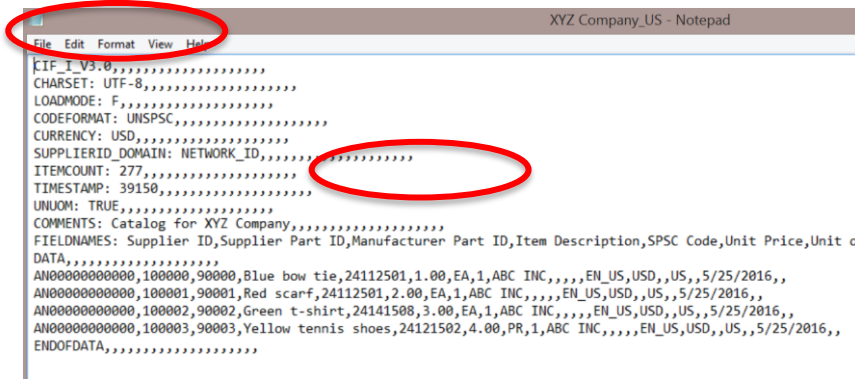 XYZ Company_US - Notepad
File Edit Format View Help
CIF_I_V3.0,,,,,,,,,,,,,,,,,,,,
CHARSET: UTF-8,,,,,,,,,,,,,,,,,,,,
LOADMODE: F,,,,,,,,,,,,,,,,,,,,
CODEFORMAT: UNSPSC,,,,,,,,,,,,,,,,,,,,
CURRENCY: USD,,,,,,,,,,,,,,,,,,,,
SUPPLIERID_DOMAIN: NETWORK_ID,,,,,,,,,,,,,,,,,,,,
ITEMCOUNT: 277,,,,,,,,,,,,,,,,,,,,
TIMESTAMP: 39150,,,,,,,,,,,,,,,,,,,,
UNUOM: TRUE,,,,,,,,,,,,,,,,,,,,
COMMENTS: Catalog for XYZ Company,,,,,,,,,,,,,,,,,,,,
FIELDNAMES: Supplier ID,Supplier Part ID,Manufacturer Part ID,Item Description,SPSC Code,Unit Price,Unit
DATA,,,,,,,,,,,,,,,,,,,,
AN00000000000,100000,90000,Blue bow tie,24112501,1.00,EA,1,ABC INC,,,,,EN_US,USD,,US,,5/25/2016,,
AN00000000000,100001,90001,Red scarf,24112501,2.00,EA,1,ABC INC,,,,,EN_US,USD,,US,,5/25/2016,,
AN00000000000,100002,90002,Green t-shirt,24141508,3.00,EA,1,ABC INC,,,,,EN_US,USD,,US,,5/25/2016,,
AN00000000000,100003,90003,Yellow tennis shoes,24121502,4.00,PR,1,ABC INC,,,,,EN_US,USD,,US,,5/25/2016,,
ENDOFDATA,,,,,,,,,,,,,,,,,,,,